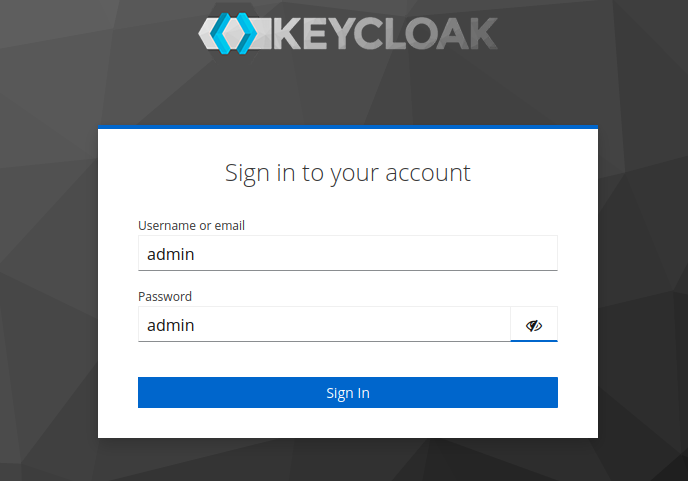 KEYCLOAK
Sign in to your account
Username or email
admin
Password
admin
Sign In